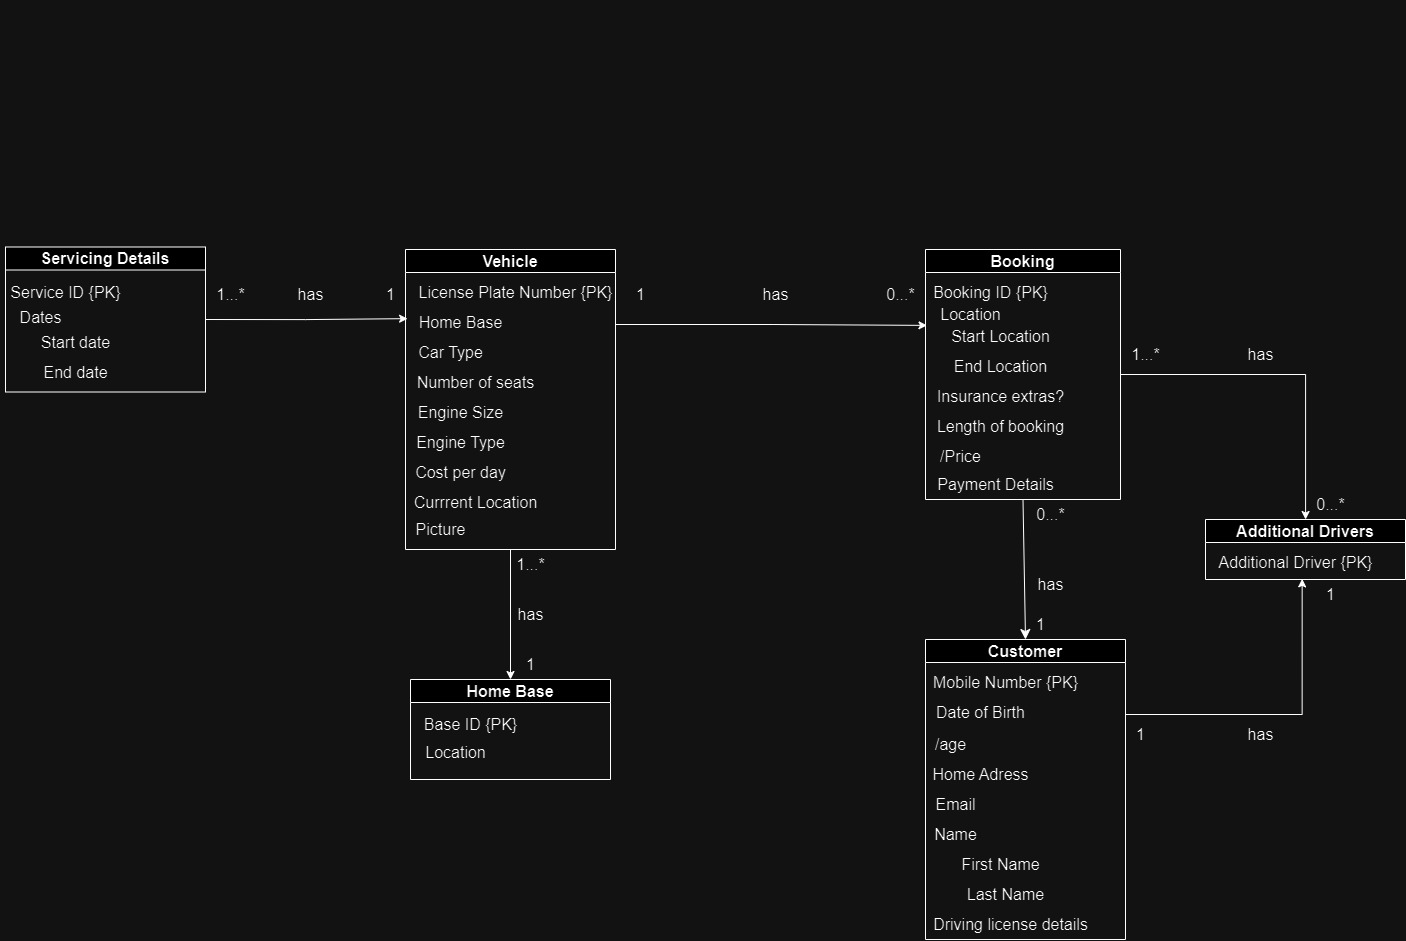 Servicing Details
Service ID {PK}
Dates
Start date
End date
1...*
has
1
Vehicle
License Plate Number {PK}
Home Base
Car Type
Number of seats
Engine Size
Engine Type
Cost per day
Currrent Location
Picture
1
has
0...*
Booking
Booking ID {PK}
Location
Start Location
End Location
Insurance extras?
Length of booking
/Price
Payment Details
1...*
has
0...*
Additional Drivers
Additional Driver {PK}
1
1...*
has
1
Home Base
Base ID {PK}
Location
0...*
has
1
Customer
Mobile Number {PK}
Date of Birth
/age
Home Adress
Email
Name
First Name
Last Name
Driving license details
1
has